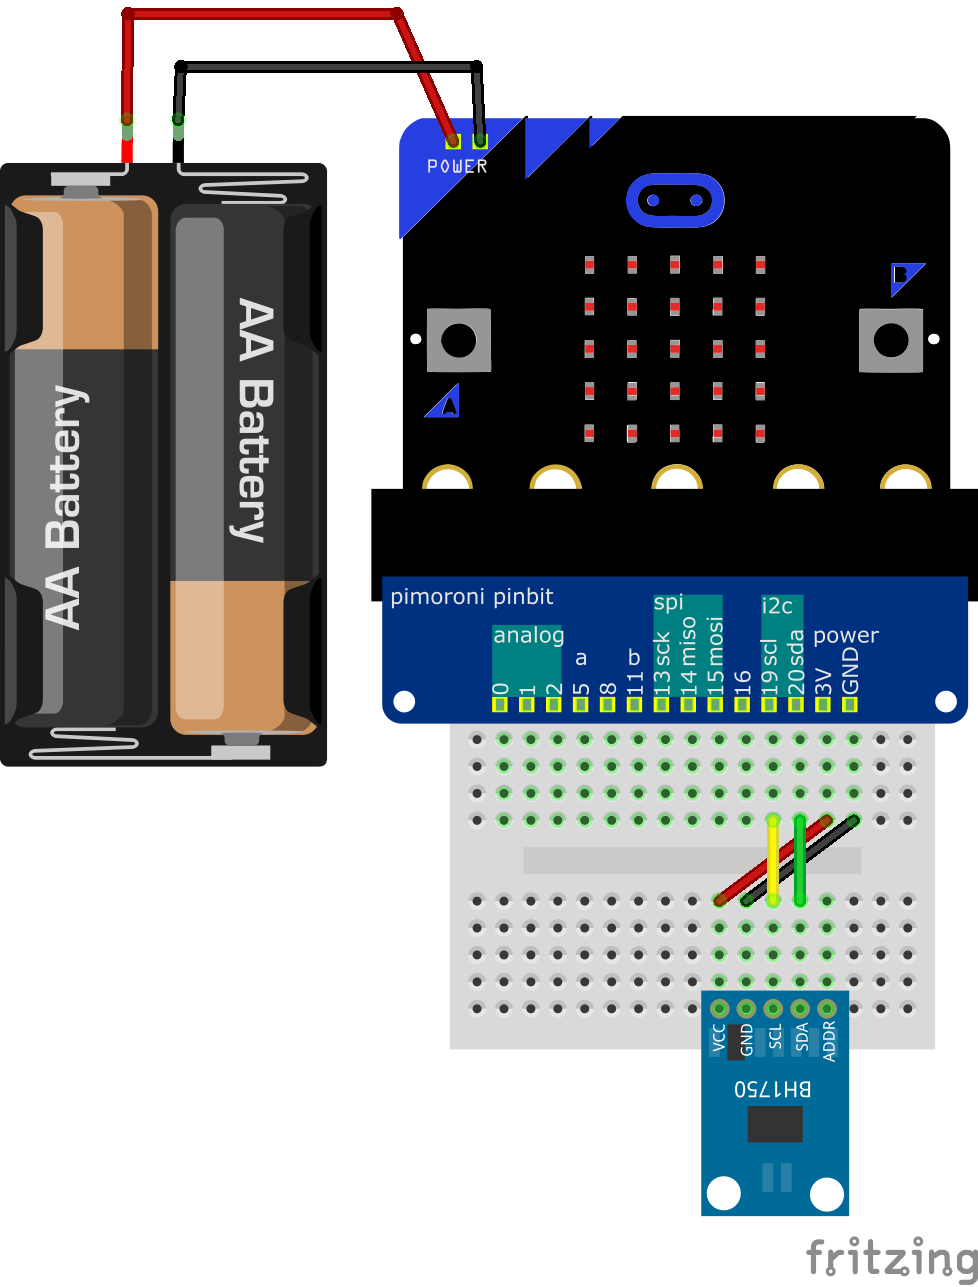 POWER
B
A
AA Battery
AA Battery
pimoroni pinbit
analog
a
b
spi
i2c
power
0
1
2
5
8
11
13 sck
14 miso
15 mosi
16
19 scl
20 sda
3V
GND
VCC
GND
SCL
SDA
ADDR
BH1750
fritzing